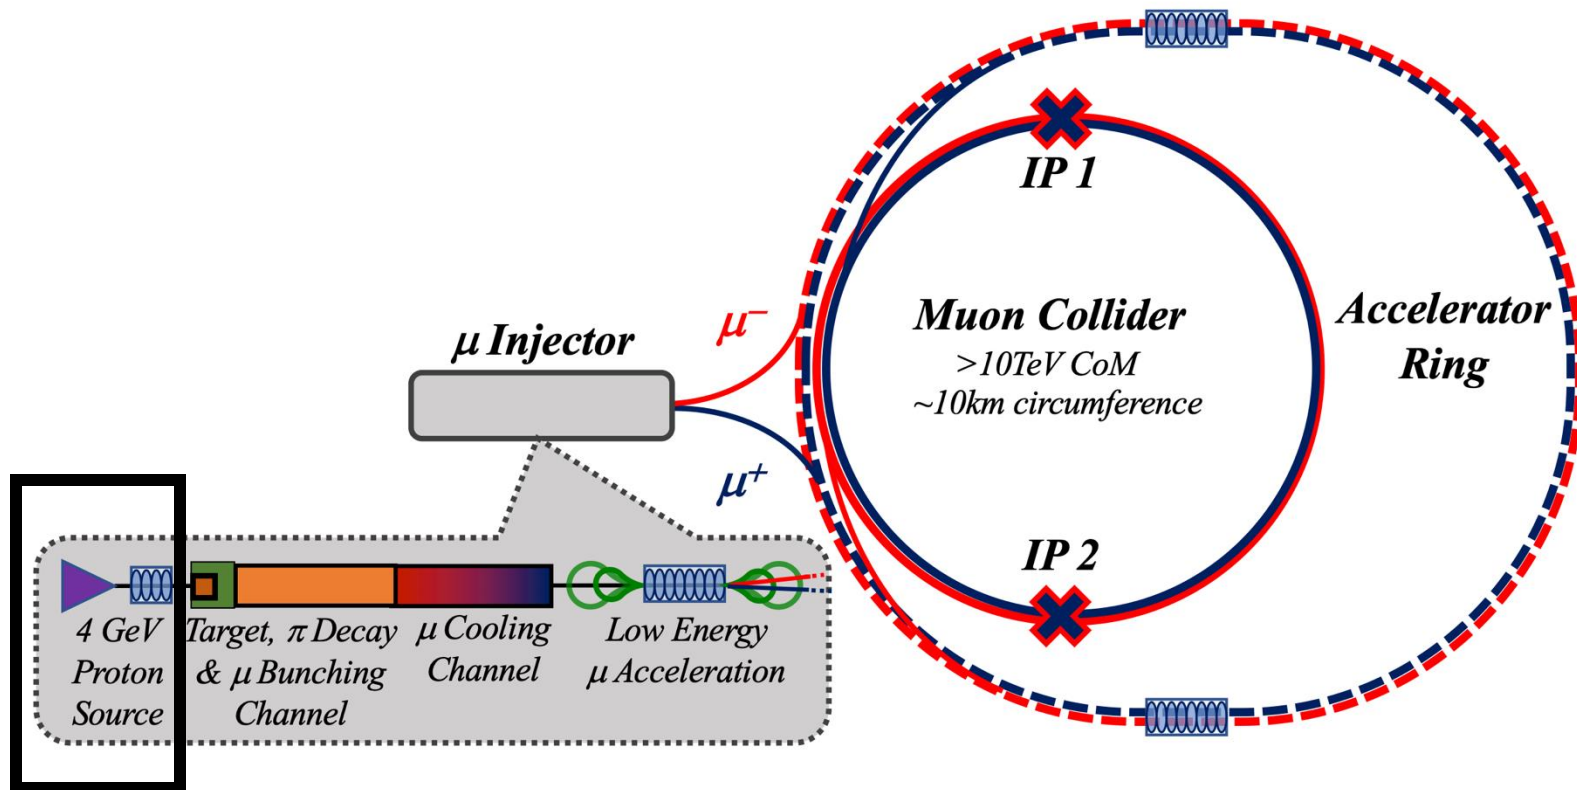 IP 1
Muon Collider
>10TeV CoM
~10km circumference
Accelerator
Ring
μ Injector
μ⁻
μ⁺
IP 2
4 GeV
Proton
Source
Target, π Decay
& μ Bunching
Channel
μ Cooling
Channel
Low Energy
μ Acceleration